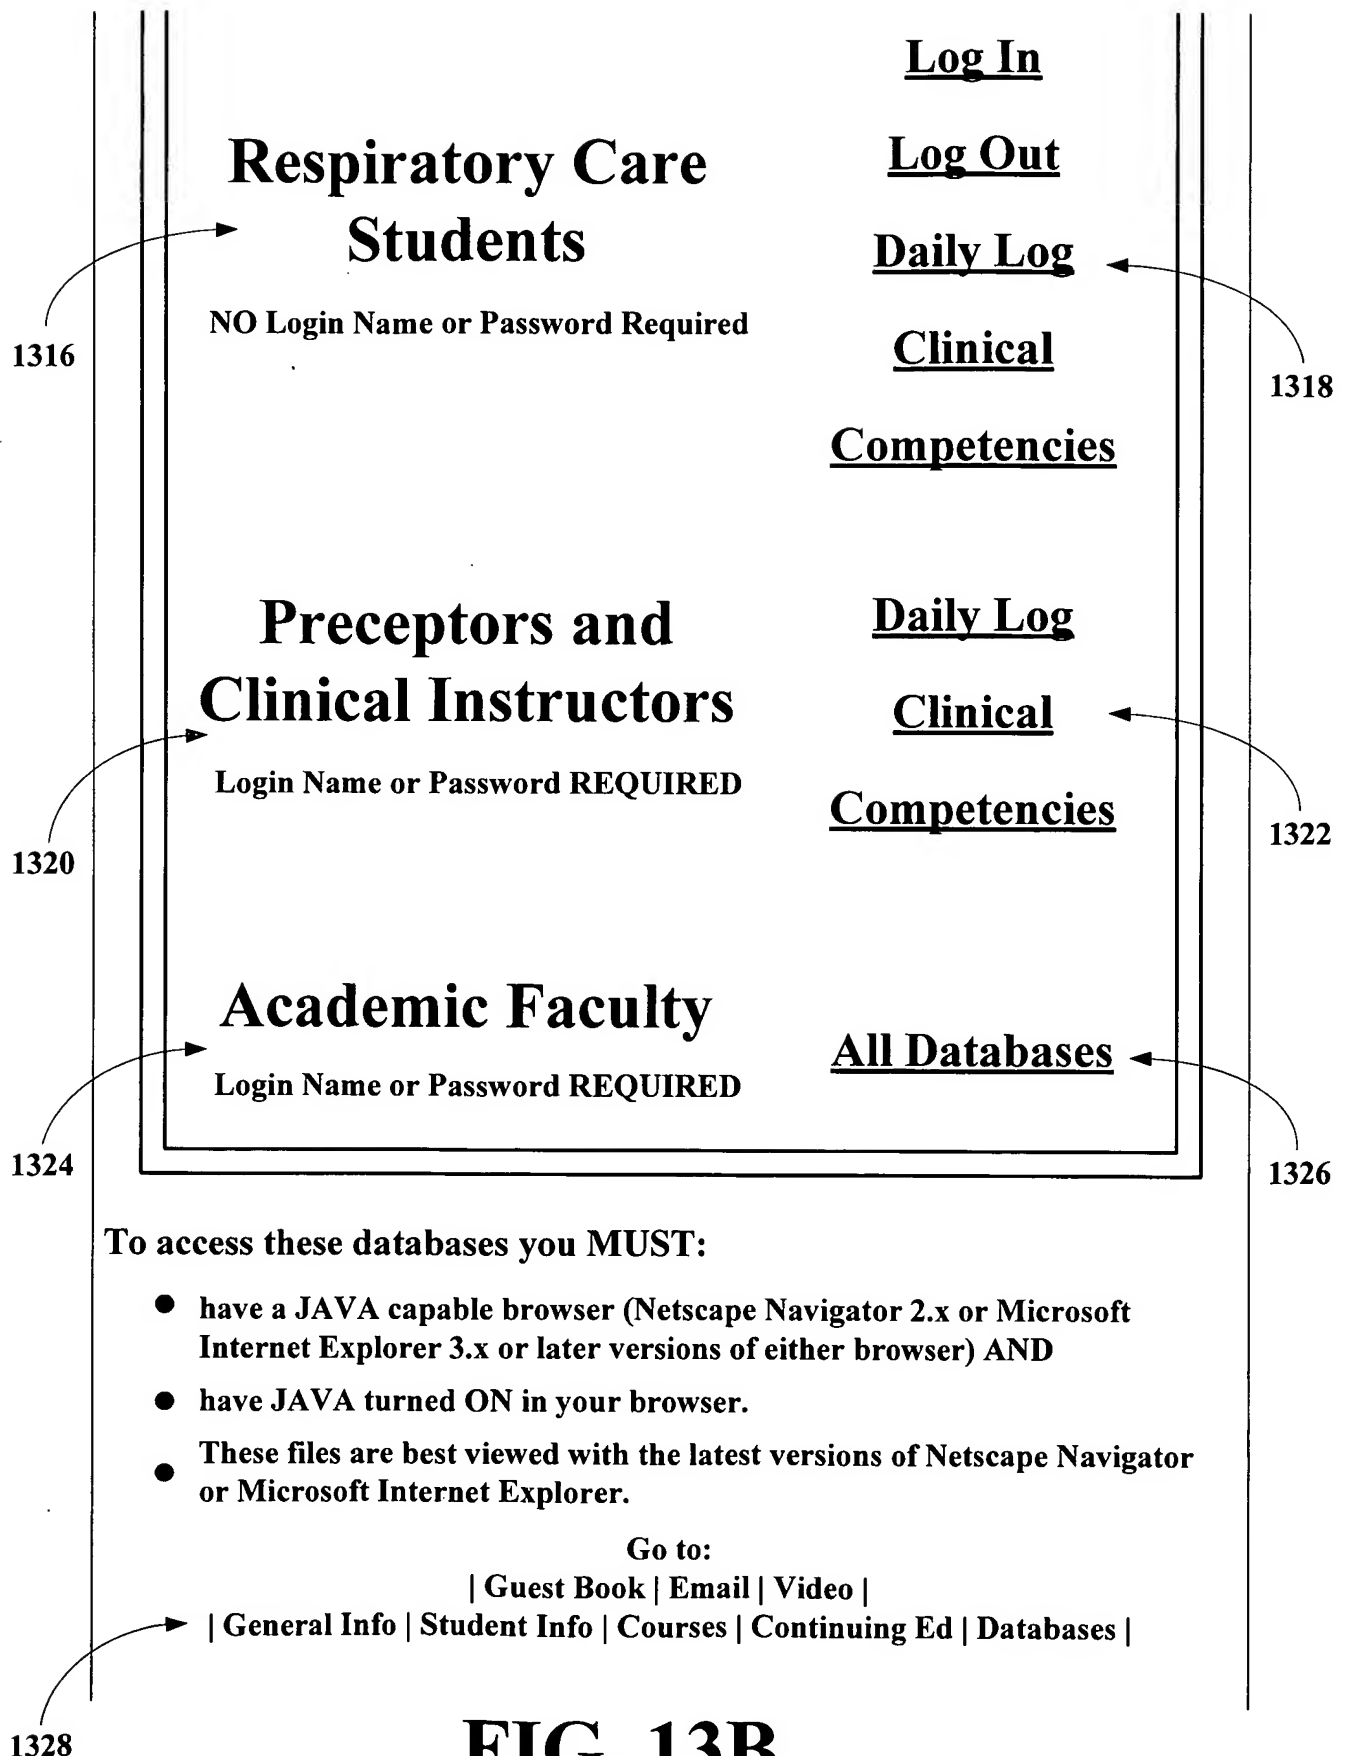 Log In
Respiratory Care
Students
NO Login Name or Password Required
Log Out
Daily Log
Clinical
Competencies
1316
1318
Preceptors and
Clinical Instructors
Login Name or Password REQUIRED
Daily Log
Clinical
Competencies
1320
1322
Academic Faculty
Login Name or Password REQUIRED
All Databases
1324
1326
To access these databases you MUST:
● have a JAVA capable browser (Netscape Navigator 2.x or Microsoft
Internet Explorer 3.x or later versions of either browser) AND
● have JAVA turned ON in your browser.
● These files are best viewed with the latest versions of Netscape Navigator
or Microsoft Internet Explorer.
Go to:
| Guest Book | Email | Video |
| General Info | Student Info | Courses | Continuing Ed | Databases |
1328
FIG. 13B